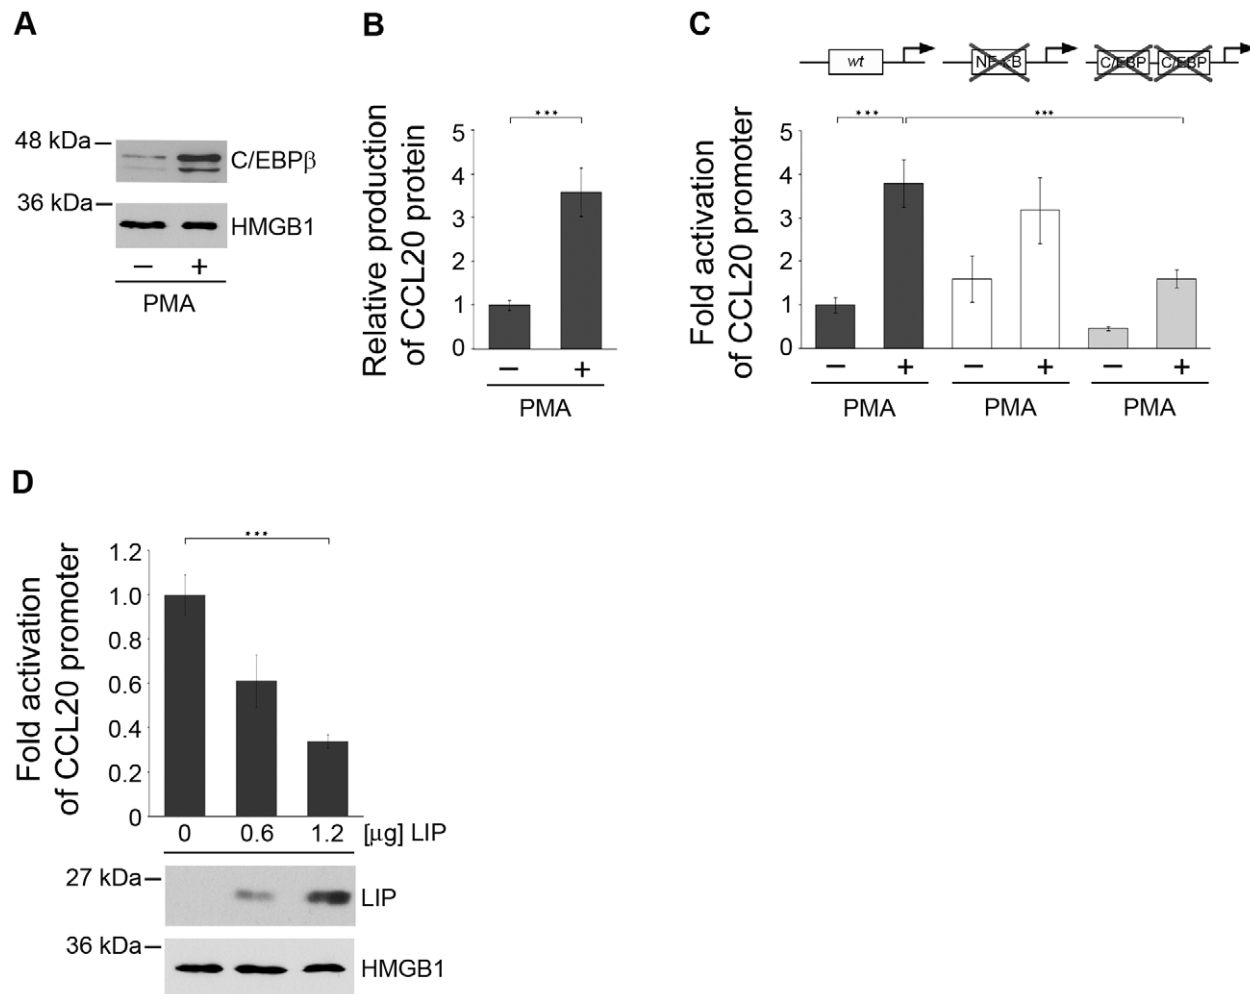 A
48 kDa
C/EBPβ
36 kDa
HMGB1
− +
PMA
B
Relative production
of CCL20 protein
***
5
4
3
2
1
0
− +
PMA
C
wt
C/EBP C/EBP
Fold activation
of CCL20 promoter
*** ***
5
4
3
2
1
0
− + − + − +
PMA PMA PMA
D
Fold activation
of CCL20 promoter
***
1.2
1.0
0.8
0.6
0.4
0.2
0
0 0.6 1.2 [µg] LIP
27 kDa
LIP
36 kDa
HMGB1